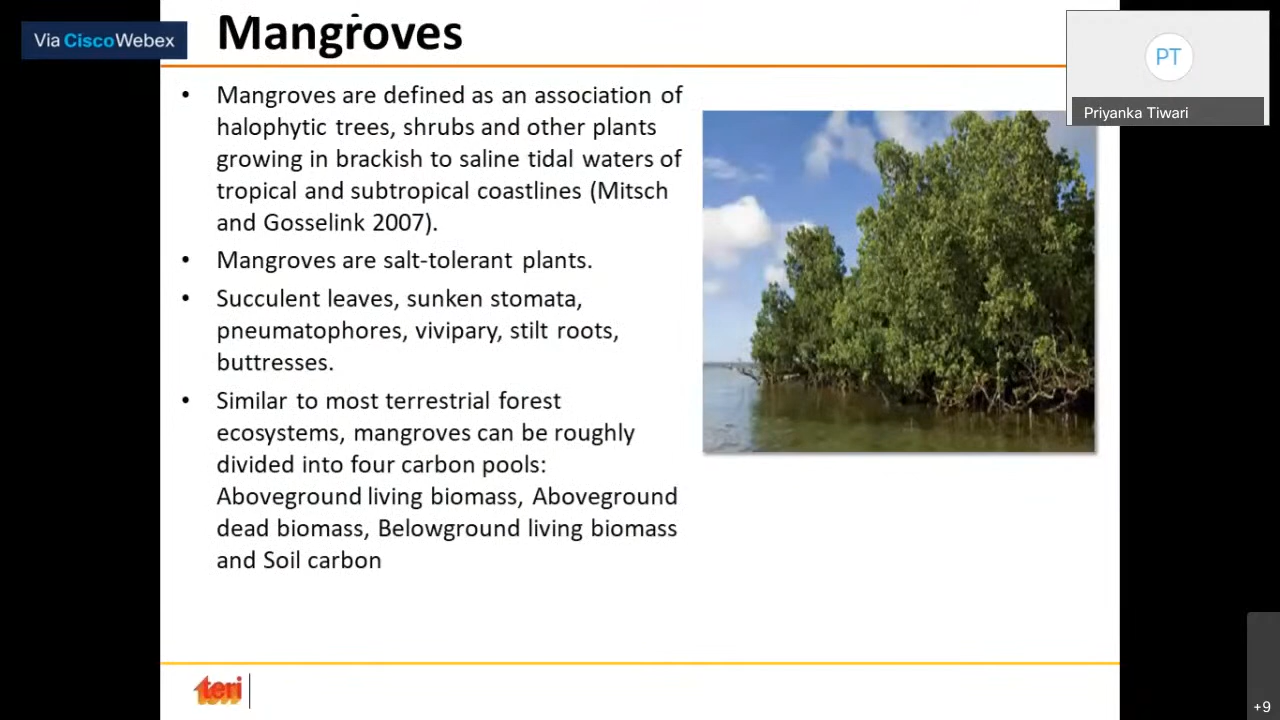 Via CiscoWebex
Mangroves
PT
Priyanka Tiwari
• Mangroves are defined as an association of
halophytic trees, shrubs and other plants
growing in brackish to saline tidal waters of
tropical and subtropical coastlines (Mitsch
and Gosselink 2007).
• Mangroves are salt-tolerant plants.
• Succulent leaves, sunken stomata,
pneumatophores, vivipary, stilt roots,
buttresses.
• Similar to most terrestrial forest
ecosystems, mangroves can be roughly
divided into four carbon pools:
Aboveground living biomass, Aboveground
dead biomass, Belowground living biomass
and Soil carbon
teri
+9